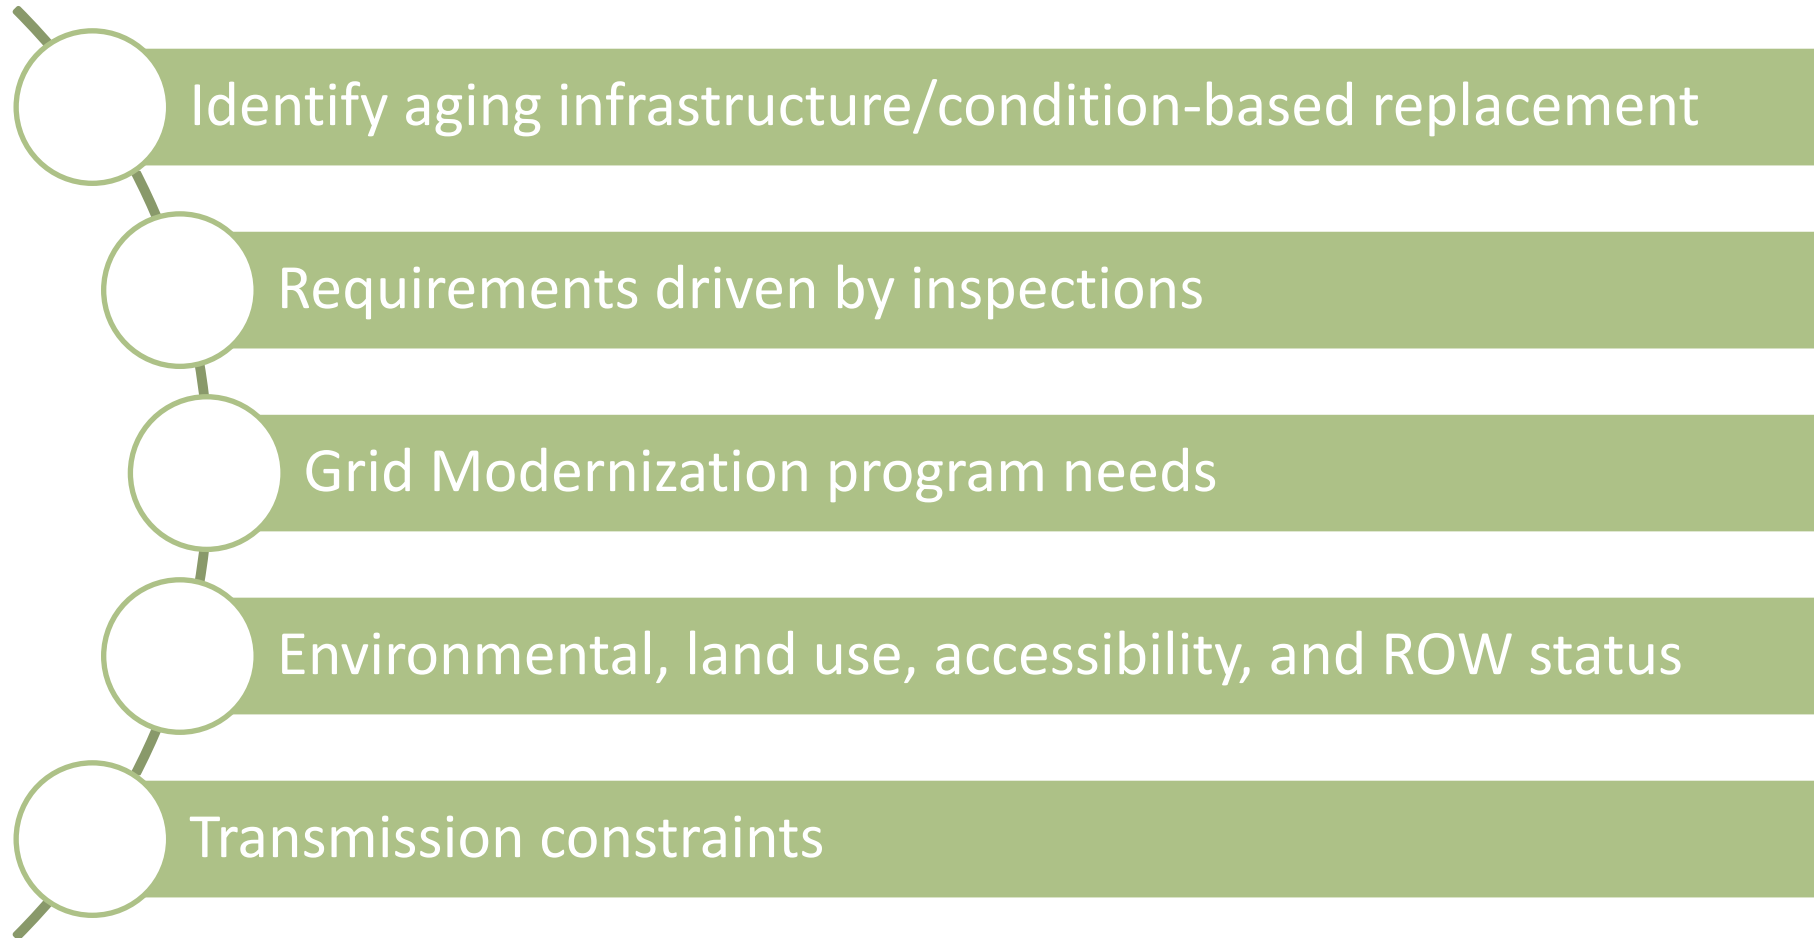 Identify aging infrastructure/condition-based replacement
Requirements driven by inspections
Grid Modernization program needs
Environmental, land use, accessibility, and ROW status
Transmission constraints